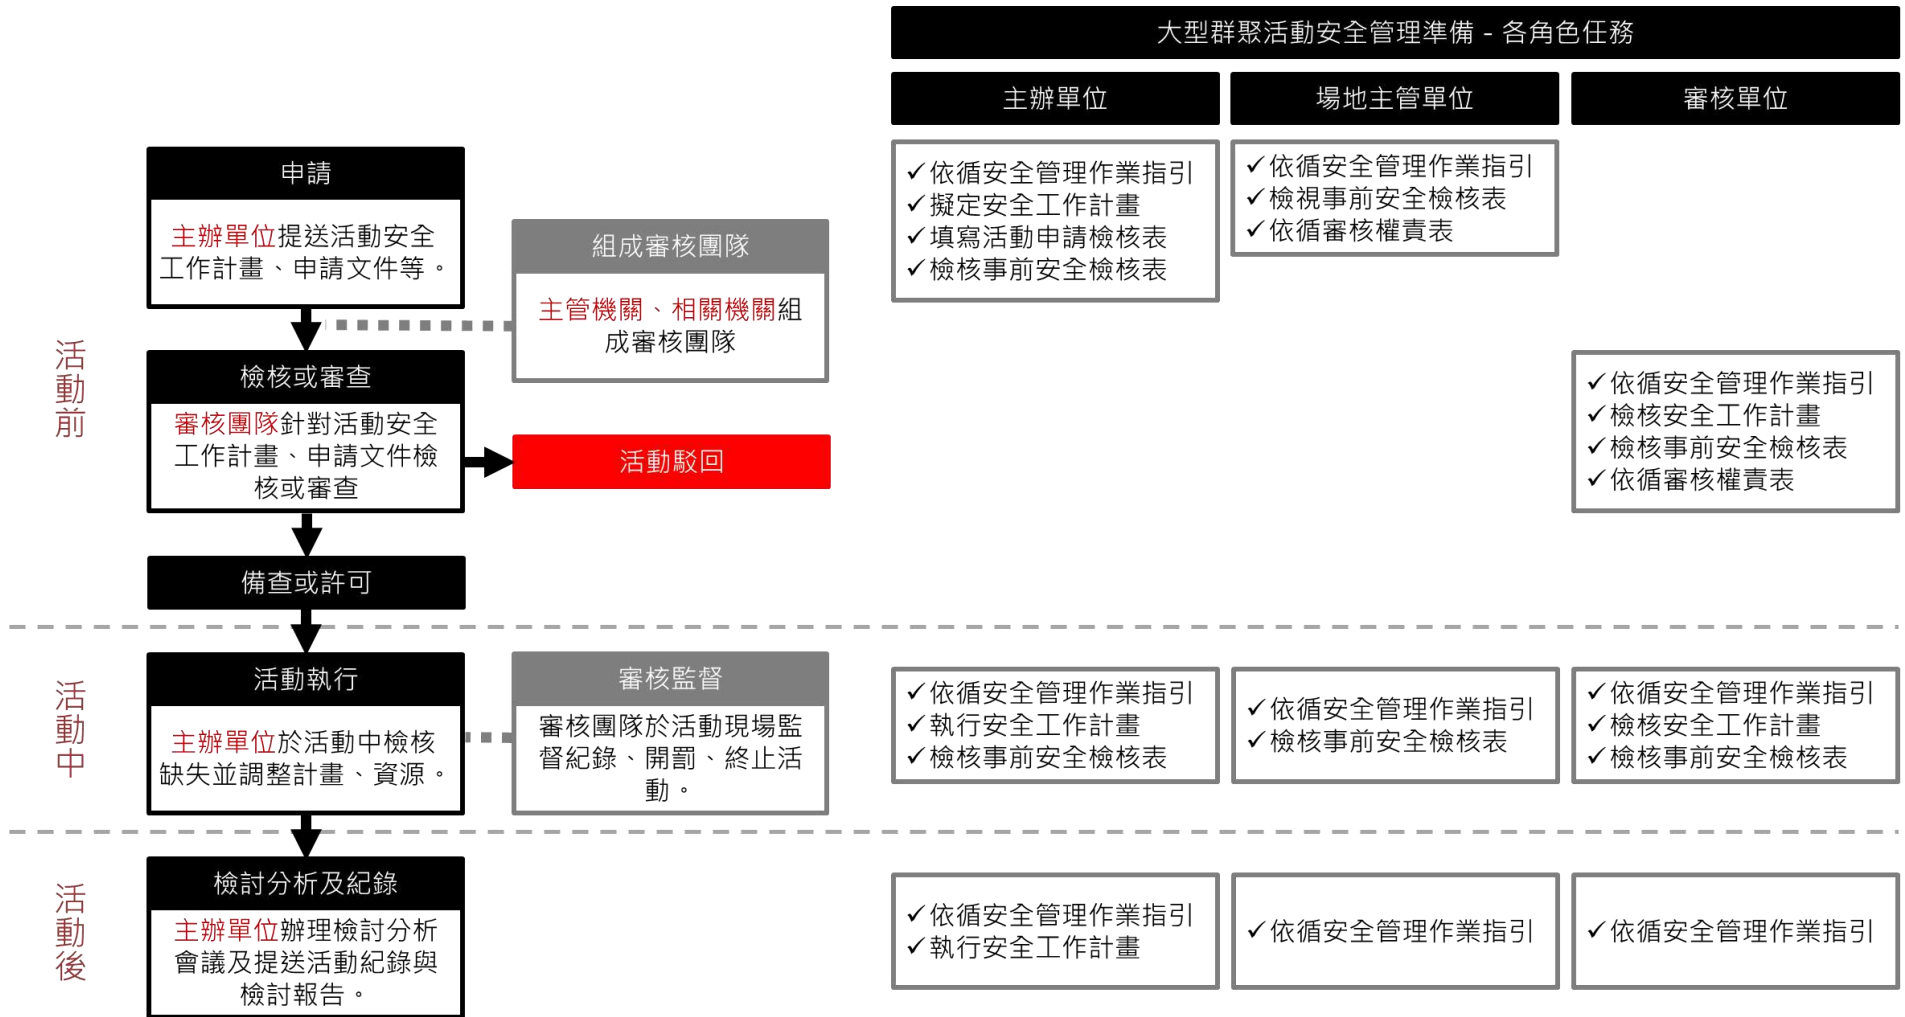 大型群聚活動安全管理準備 - 各角色任務
主辦單位
場地主管單位
審核單位
活動前
申請
主辦單位提送活動安全
工作計畫、申請文件等。
組成審核團隊
主管機關、相關機關組
成審核團隊
檢核或審查
審核團隊針對活動安全
工作計畫、申請文件檢
核或審查
活動駁回
備查或許可
✓依循安全管理作業指引
✓擬定安全工作計畫
✓填寫活動申請檢核表
✓檢核事前安全檢核表
✓依循安全管理作業指引
✓檢視事前安全檢核表
✓依循審核權責表
✓依循安全管理作業指引
✓檢核安全工作計畫
✓檢核事前安全檢核表
✓依循審核權責表
活動中
活動執行
主辦單位於活動中檢核
缺失並調整計畫、資源。
審核監督
審核團隊於活動現場監
督紀錄、開罰、終止活
動。
✓依循安全管理作業指引
✓執行安全工作計畫
✓檢核事前安全檢核表
✓依循安全管理作業指引
✓檢核事前安全檢核表
✓依循安全管理作業指引
✓檢核安全工作計畫
✓檢核事前安全檢核表
活動後
檢討分析及紀錄
主辦單位辦理檢討分析
會議及提送活動紀錄與
檢討報告。
✓依循安全管理作業指引
✓執行安全工作計畫
✓依循安全管理作業指引
✓依循安全管理作業指引